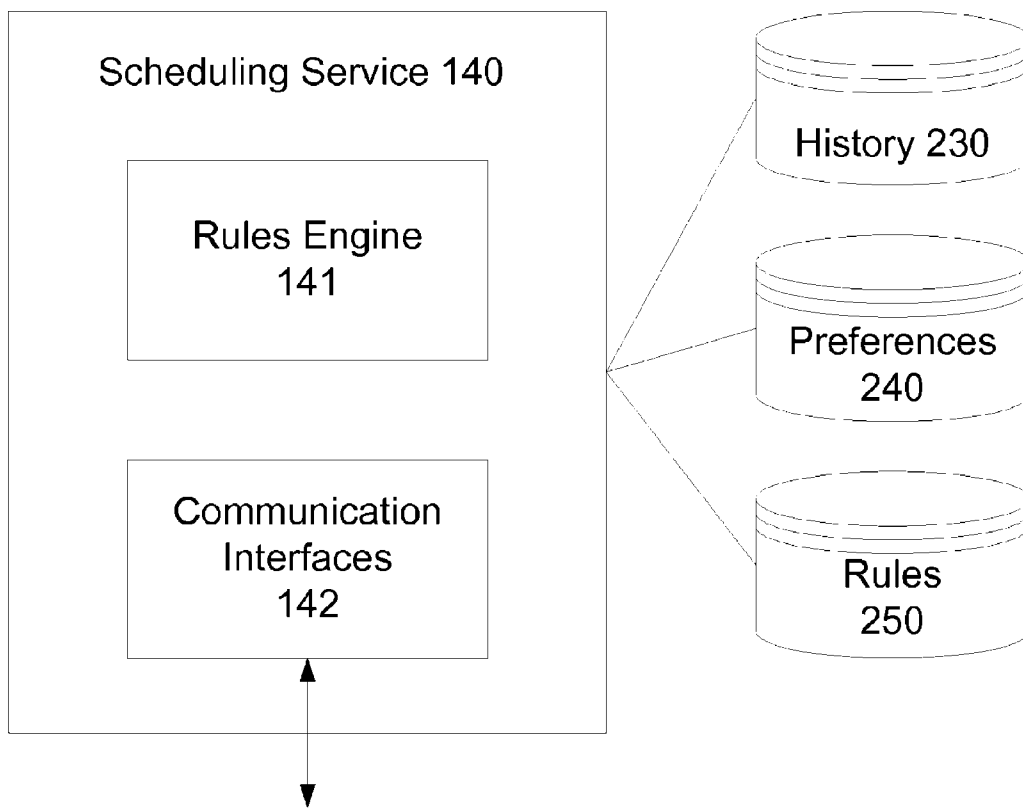 Scheduling Service 140
Rules Engine
141
Communication
Interfaces
142
History 230
Preferences
240
Rules
250